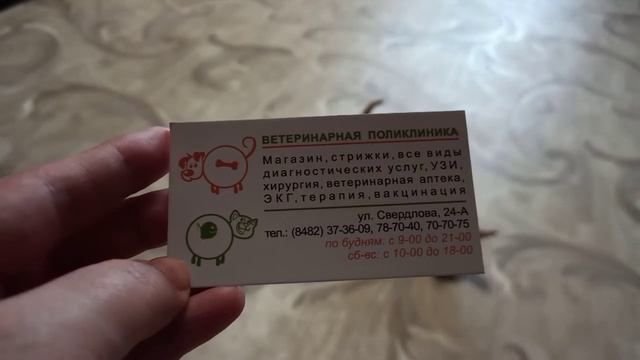 ВЕТЕРИНАРНАЯ ПОЛИКЛИНИКА
Магазин, стрижки, все виды
диагностических услуг, УЗИ,
хирургия, ветеринарная аптека,
ЭКГ, терапия, вакцинация
ул. Свердлова, 24-А
тел.: (8482) 37-36-09, 78-70-40, 70-70-75
по будням: с 9-00 до 21-00
сб-вс: с 10-00 до 18-00